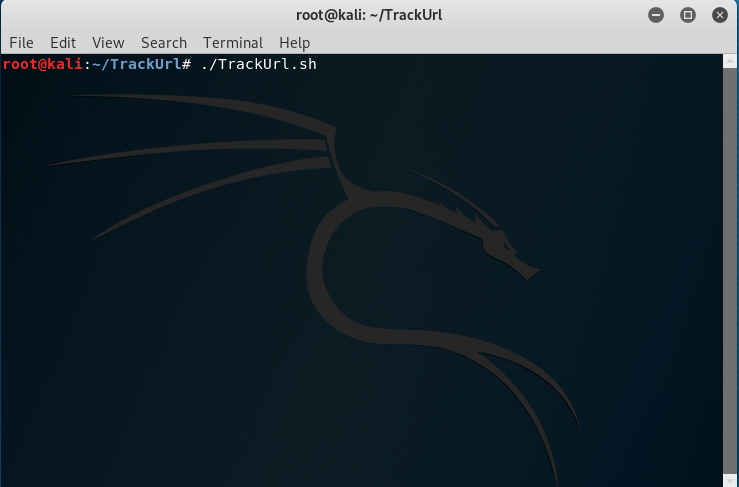 root@kali: ~/TrackUrl
File Edit View Search Terminal Help
root@kali:~/TrackUrl# ./TrackUrl.sh